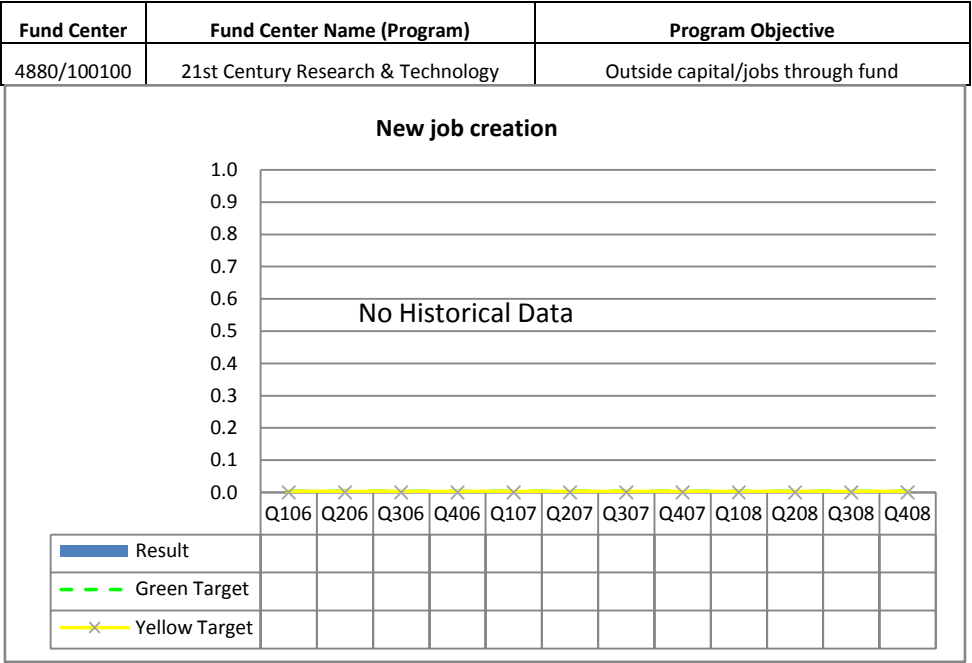 Fund Center Fund Center Name (Program) Program Objective
4880/100100 21st Century Research & Technology Outside capital/jobs through fund
New job creation
1.0
0.9
0.8
0.7
0.6
No Historical Data
0.5
0.4
0.3
0.2
0.1
0.0
Q106 Q206 Q306 Q406 Q107 Q207 Q307 Q407 Q108 Q208 Q308 Q408
Result
Green Target
Yellow Target